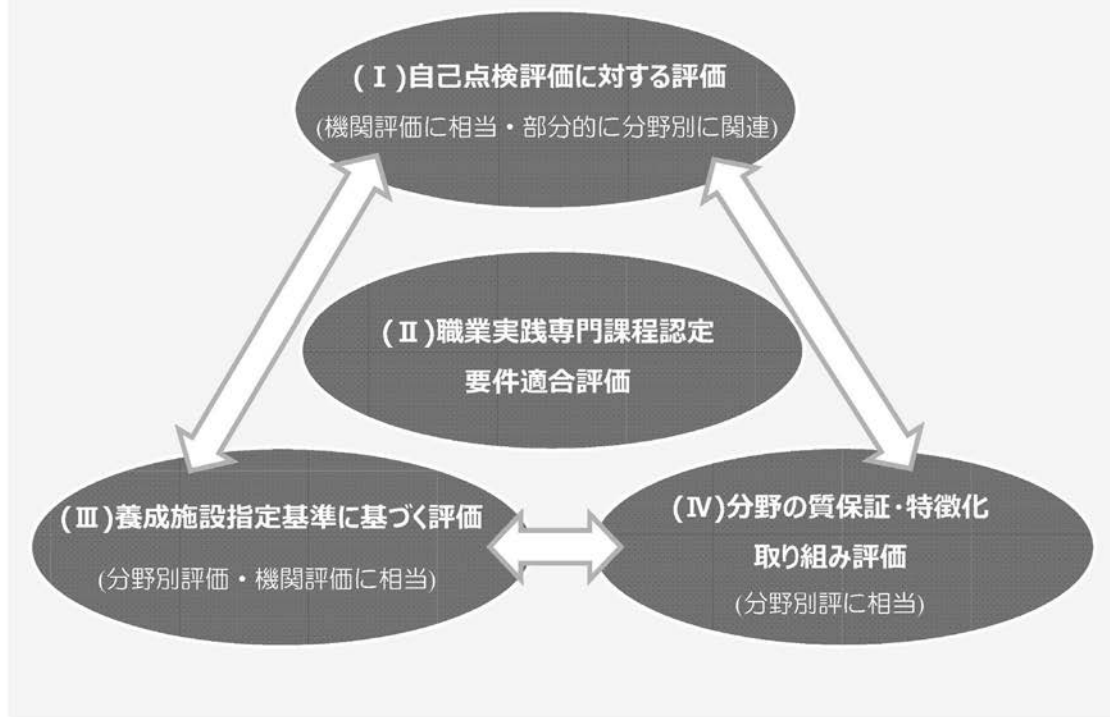 (Ⅰ)自己点検評価に対する評価
(機関評価に相当・部分的に分野別に関連)
(Ⅱ)職業実践専門課程認定
要件適合評価
(Ⅲ)養成施設指定基準に基づく評価
(分野別評価・機関評価に相当)
(Ⅳ)分野の質保証・特徴化
取り組み評価
(分野別評に相当)